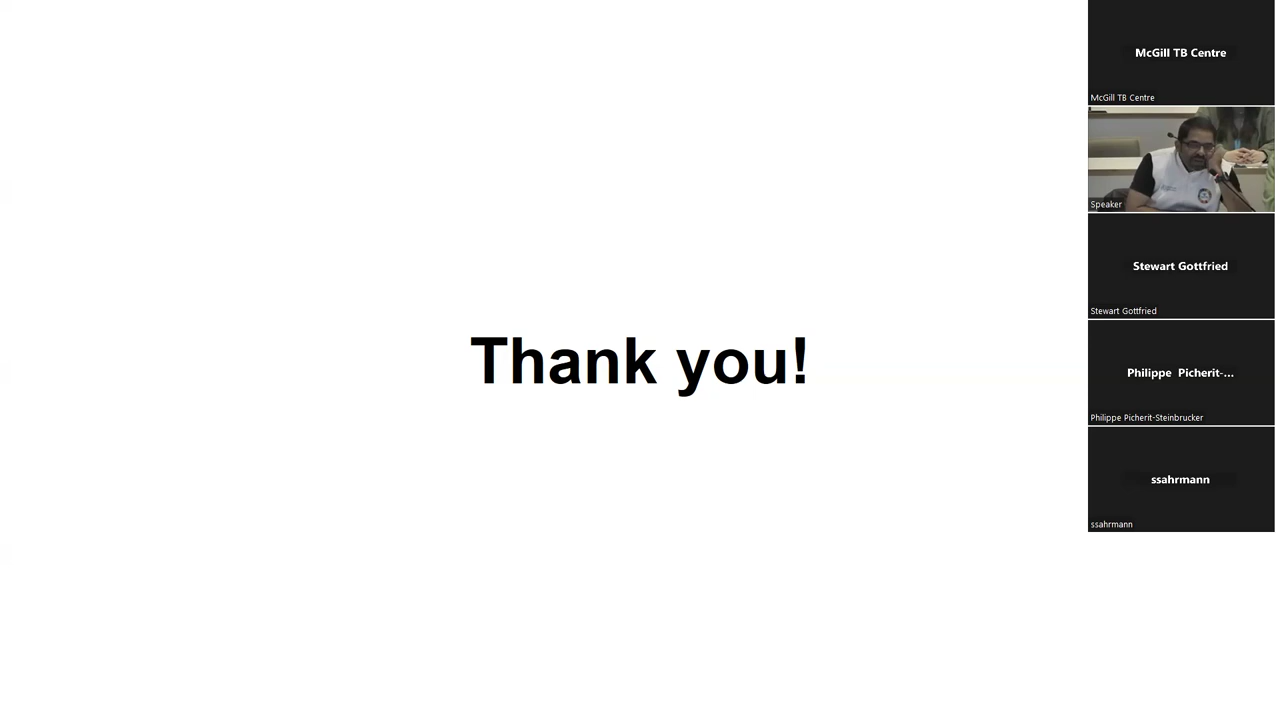 McGill TB Centre
McGill TB Centre
Speaker
Stewart Gottfried
Stewart Gottfried
Thank you!
Philippe Picherit-...
Philippe Picherit-Steinbrucker
ssahrmann
ssahrmann